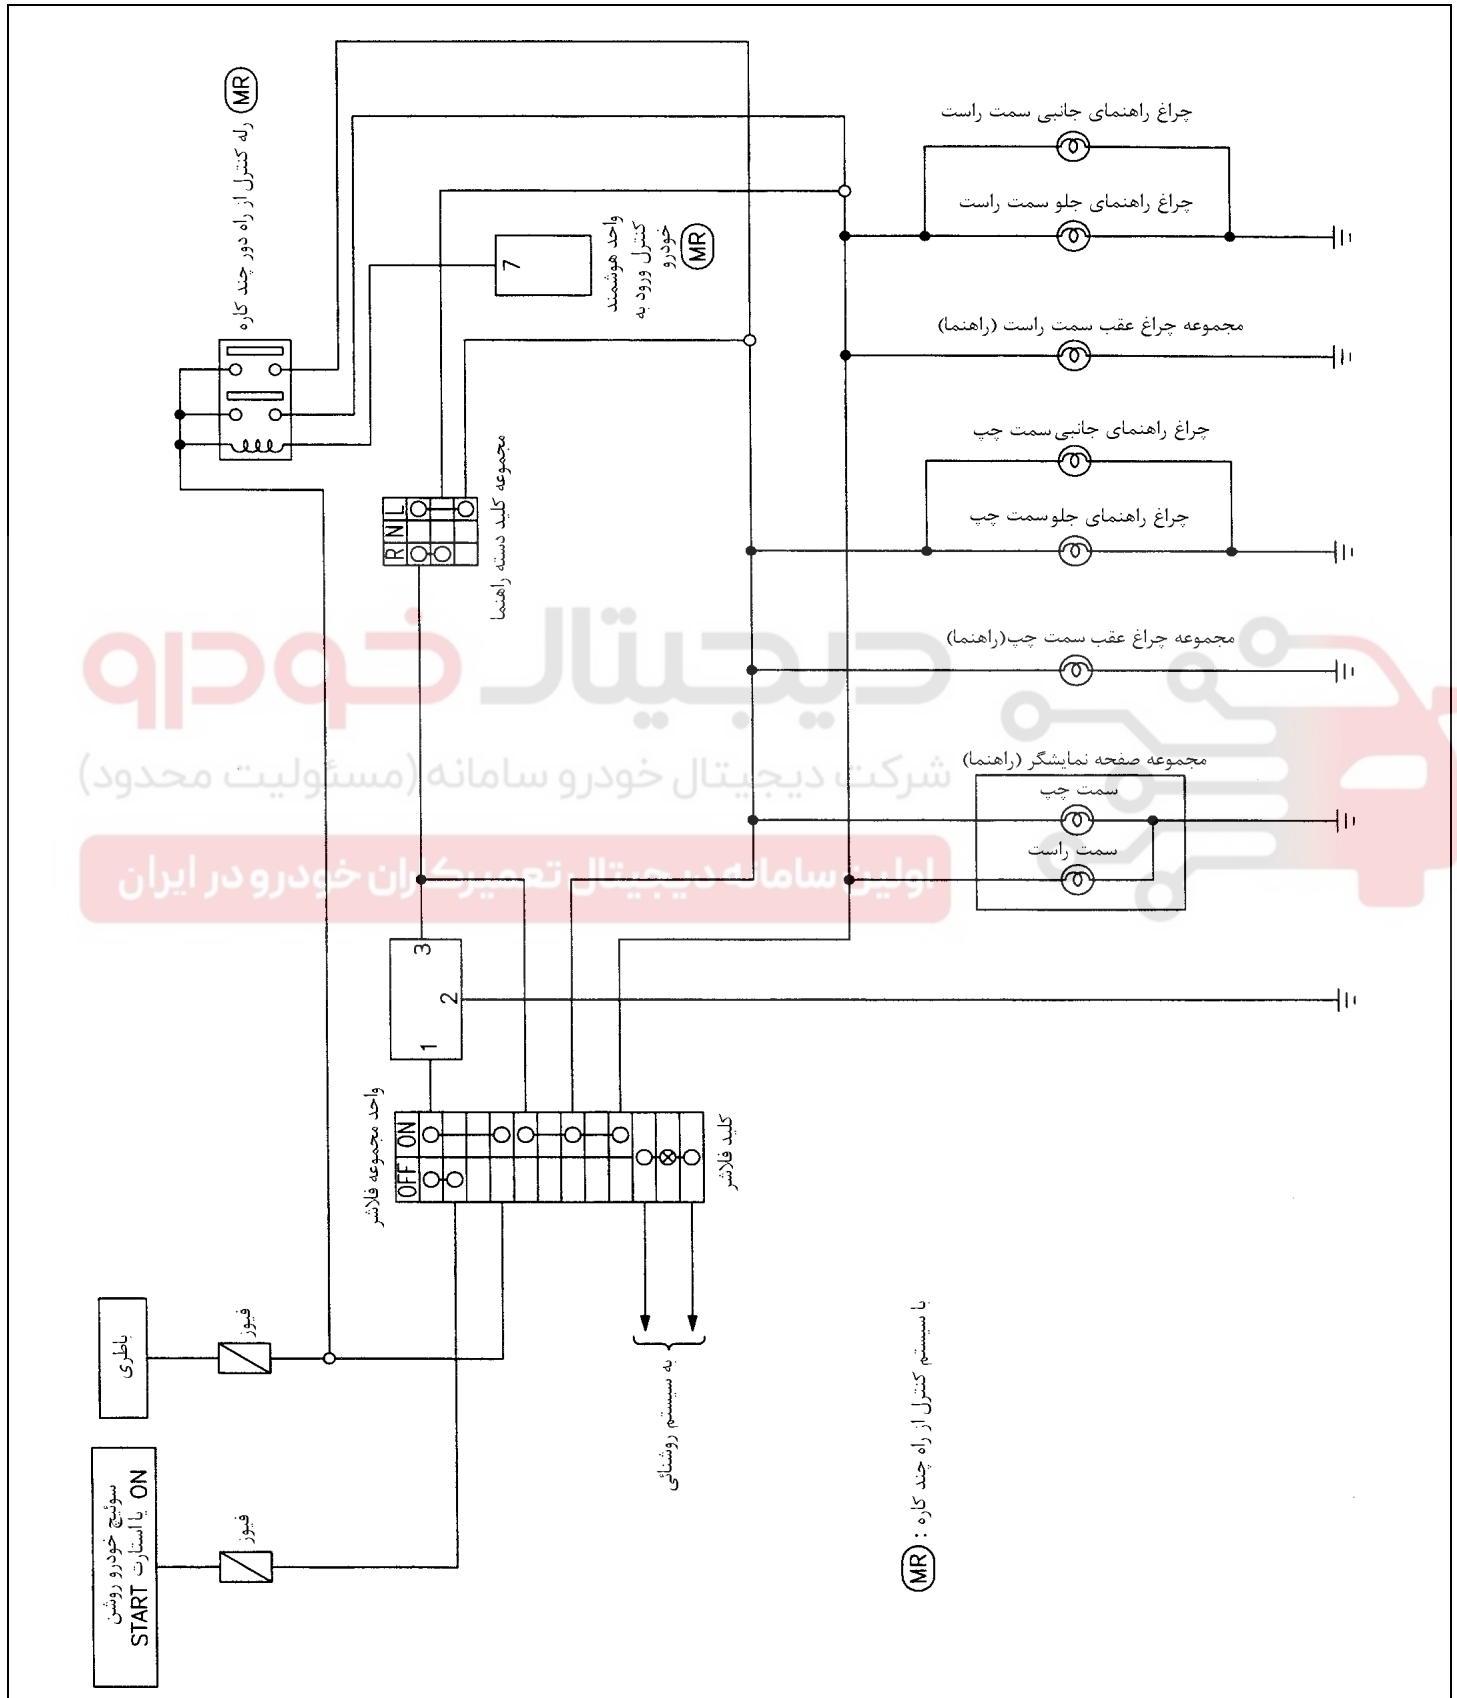 MR
رله کنترل از راه دور چند کاره
چراغ راهنمای جانبی سمت راست
چراغ راهنمای جلو سمت راست
7
واحد هوشمند
کنترل ورود به
خودرو
MR
مجموعه چراغ عقب سمت راست (راهنما)
چراغ راهنمای جانبی سمت چپ
چراغ راهنمای جلو سمت چپ
R N L
مجموعه کلید دسته راهنما
مجموعه چراغ عقب سمت چپ(راهنما)
دیجیتال خودرو
شرکت دیجیتال خودرو سامانه (مسئولیت محدود)
اولین سامانه دیجیتال تعمیرکاران خودرو در ایران
مجموعه صفحه نمایشگر (راهنما)
سمت چپ
سمت راست
3
2
1
واحد مجموعه فلاشر
OFF ON
کلید فلاشر
باطری
فیوز
به سیستم روشنائی
سوئیچ خودرو روشن
ON یا استارت START
فیوز
MR : با سیستم کنترل از راه چند کاره